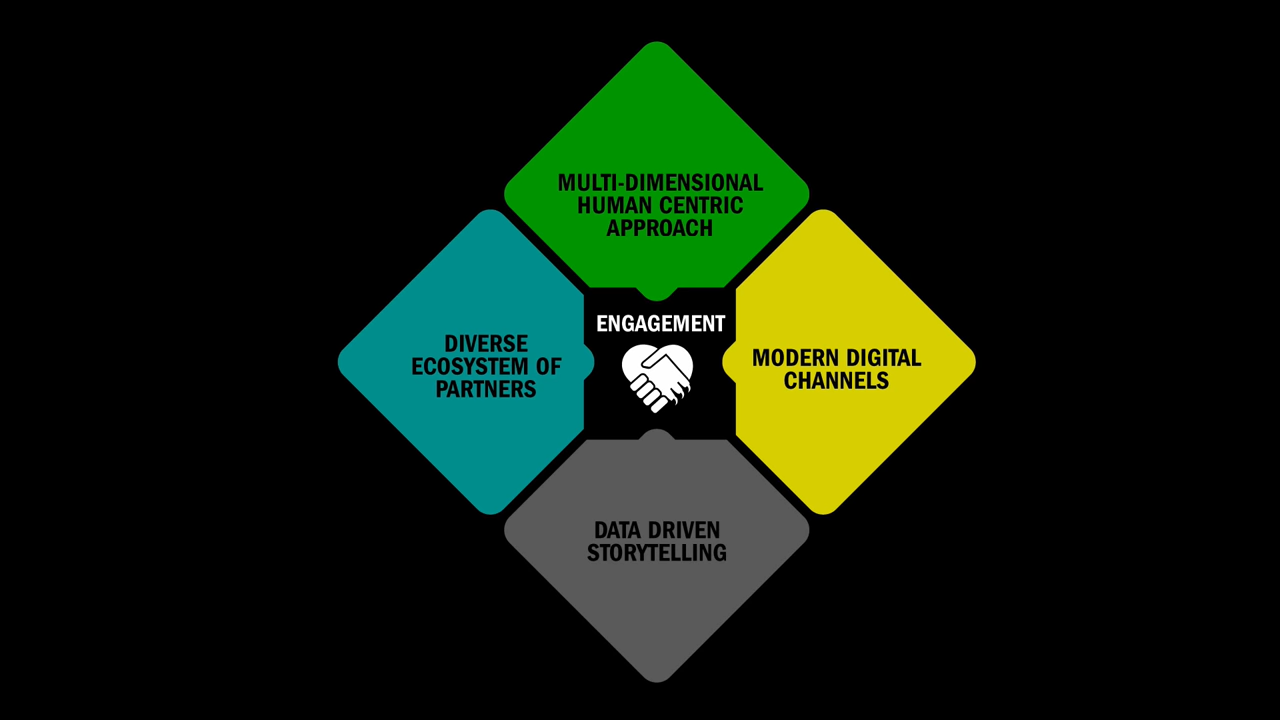 MULTI-DIMENSIONAL
HUMAN CENTRIC
APPROACH
ENGAGEMENT
DIVERSE
ECOSYSTEM OF
PARTNERS
MODERN DIGITAL
CHANNELS
DATA DRIVEN
STORYTELLING